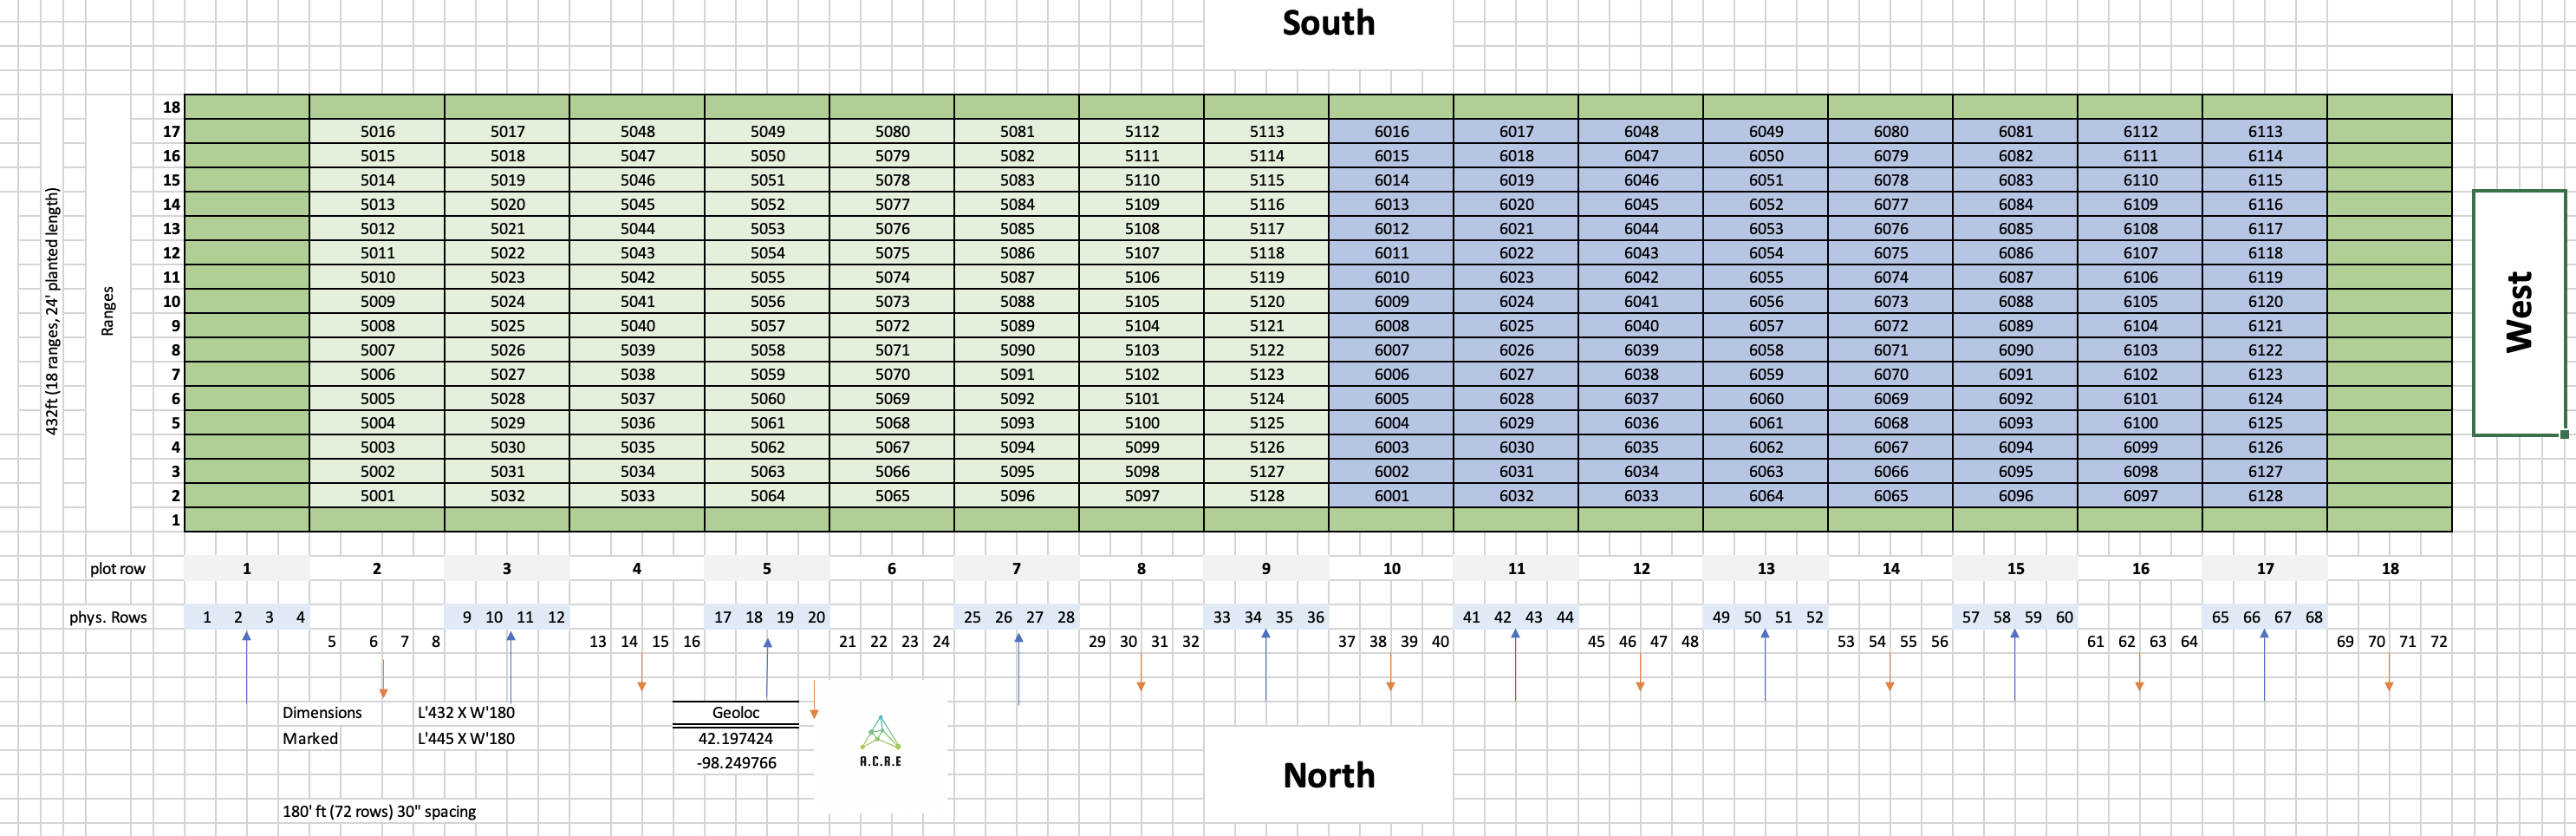 South
18
17 5016 5017 5048 5049 5080 5081 5112 5113 6016 6017 6048 6049 6080 6081 6112 6113
16 5015 5018 5047 5050 5079 5082 5111 5114 6015 6018 6047 6050 6079 6082 6111 6114
15 5014 5019 5046 5051 5078 5083 5110 5115 6014 6019 6046 6051 6078 6083 6110 6115
14 5013 5020 5045 5052 5077 5084 5109 5116 6013 6020 6045 6052 6077 6084 6109 6116
13 5012 5021 5044 5053 5076 5085 5108 5117 6012 6021 6044 6053 6076 6085 6108 6117
12 5011 5022 5043 5054 5075 5086 5107 5118 6011 6022 6043 6054 6075 6086 6107 6118
11 5010 5023 5042 5055 5074 5087 5106 5119 6010 6023 6042 6055 6074 6087 6106 6119
10 5009 5024 5041 5056 5073 5088 5105 5120 6009 6024 6041 6056 6073 6088 6105 6120
9 5008 5025 5040 5057 5072 5089 5104 5121 6008 6025 6040 6057 6072 6089 6104 6121
8 5007 5026 5039 5058 5071 5090 5103 5122 6007 6026 6039 6058 6071 6090 6103 6122
7 5006 5027 5038 5059 5070 5091 5102 5123 6006 6027 6038 6059 6070 6091 6102 6123
6 5005 5028 5037 5060 5069 5092 5101 5124 6005 6028 6037 6060 6069 6092 6101 6124
5 5004 5029 5036 5061 5068 5093 5100 5125 6004 6029 6036 6061 6068 6093 6100 6125
4 5003 5030 5035 5062 5067 5094 5099 5126 6003 6030 6035 6062 6067 6094 6099 6126
3 5002 5031 5034 5063 5066 5095 5098 5127 6002 6031 6034 6063 6066 6095 6098 6127
2 5001 5032 5033 5064 5065 5096 5097 5128 6001 6032 6033 6064 6065 6096 6097 6128
1
432ft (18 ranges, 24' planted length)
Ranges
West
plot row 1 2 3 4 5 6 7 8 9 10 11 12 13 14 15 16 17 18
phys. Rows 1 2 3 4 9 10 11 12 17 18 19 20 25 26 27 28 33 34 35 36 41 42 43 44 49 50 51 52 57 58 59 60 65 66 67 68
5 6 7 8 13 14 15 16 21 22 23 24 29 30 31 32 37 38 39 40 45 46 47 48 53 54 55 56 61 62 63 64 69 70 71 72
Dimensions L'432 X W'180 Geoloc
Marked L'445 X W'180 42.197424
-98.249766
A.C.R.E
North
180' ft (72 rows) 30" spacing